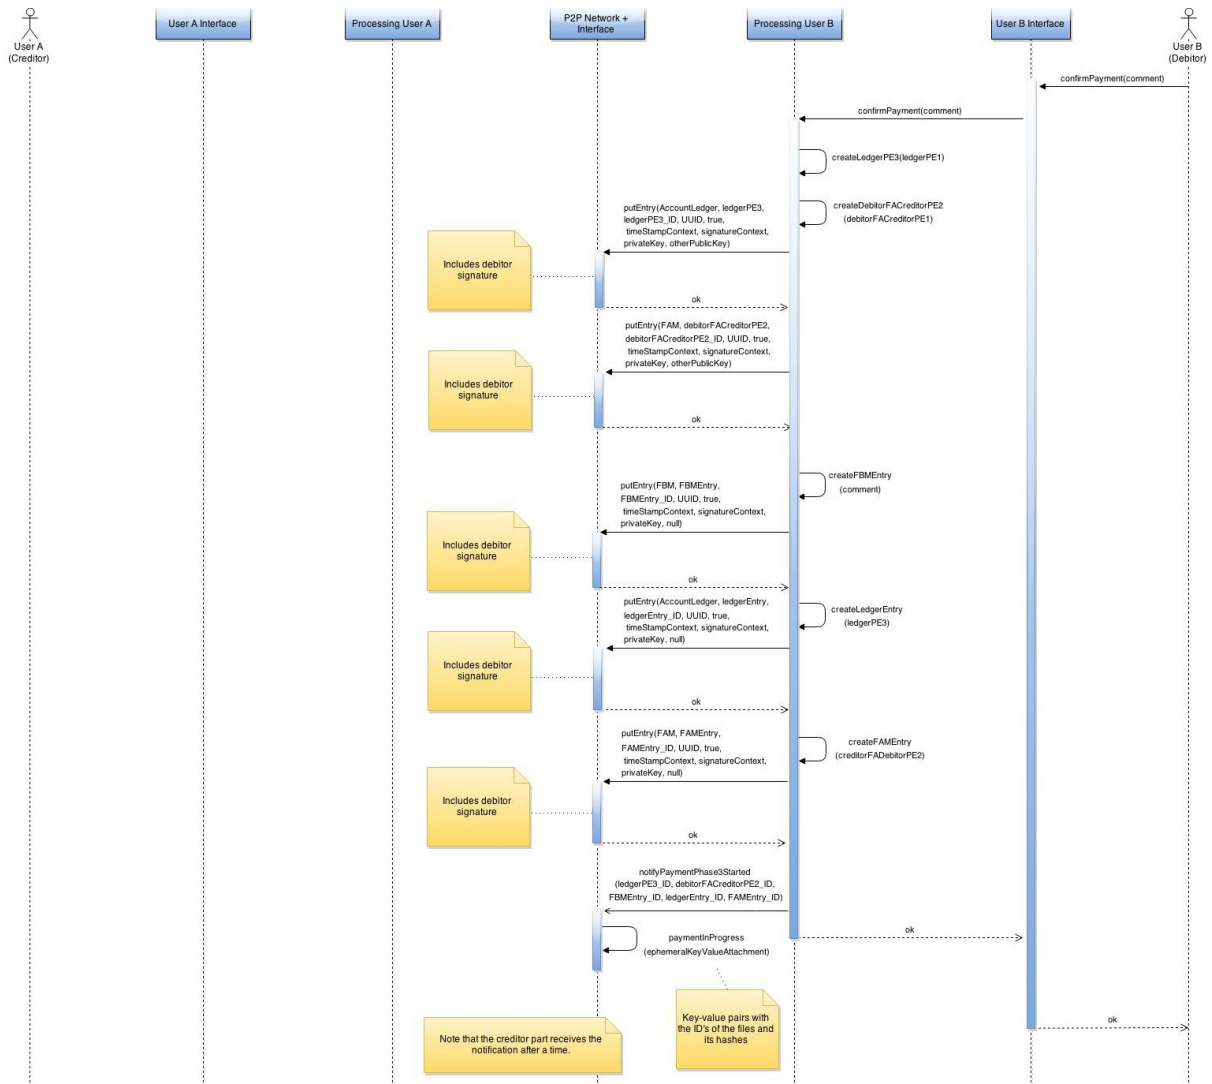 User A
(Creditor)
User A Interface
Processing User A
P2P Network +
Interface
Processing User B
User B Interface
User B
(Debitor)
confirmPayment(comment)
confirmPayment(comment)
createLedgerPE3(ledgerPE1)
createDebitorFACreditorPE2
(debitorFACreditorPE1)
putEntry(AccountLedger, ledgerPE3,
ledgerPE3_ID, UUID, true,
timeStampContext, signatureContext,
privateKey, otherPublicKey)
Includes debitor
signature
ok
putEntry(FAM, debitorFACreditorPE2,
debitorFACreditorPE2_ID, UUID, true,
timeStampContext, signatureContext,
privateKey, otherPublicKey)
Includes debitor
signature
ok
createFBMEntry
(comment)
putEntry(FBM, FBMEntry,
FBMEntry_ID, UUID, true,
timeStampContext, signatureContext,
privateKey, null)
Includes debitor
signature
ok
createLedgerEntry
(ledgerPE3)
putEntry(AccountLedger, ledgerEntry,
ledgerEntry_ID, UUID, true,
timeStampContext, signatureContext,
privateKey, null)
Includes debitor
signature
ok
createFAMEntry
(creditorFADebitorPE2)
putEntry(FAM, FAMEntry,
FAMEntry_ID, UUID, true,
timeStampContext, signatureContext,
privateKey, null)
Includes debitor
signature
ok
notifyPaymentPhase3Started
(ledgerPE3_ID, debitorFACreditorPE2_ID,
FBMEntry_ID, ledgerEntry_ID, FAMEntry_ID)
ok
paymentInProgress
(ephemeralKeyValueAttachment)
Key-value pairs with
the ID's of the files and
its hashes
Note that the creditor part receives the
notification after a time.
ok